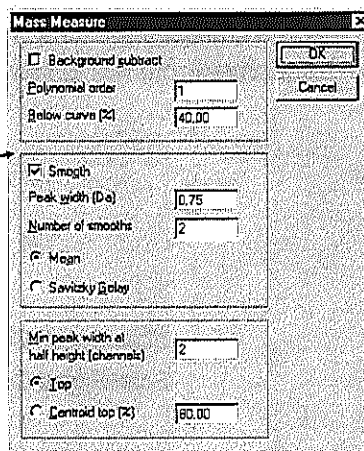 Mass Measure
OK
Cancel
Background subtract
Polynomial order 1
Below curve (%) 40.00
Smooth
Peak width (Da) 0.75
Number of smooths 2
Mean
Savitzky Golay
Min peak width at
half height (channels) 2
Top
Centroid top (%) 80.00